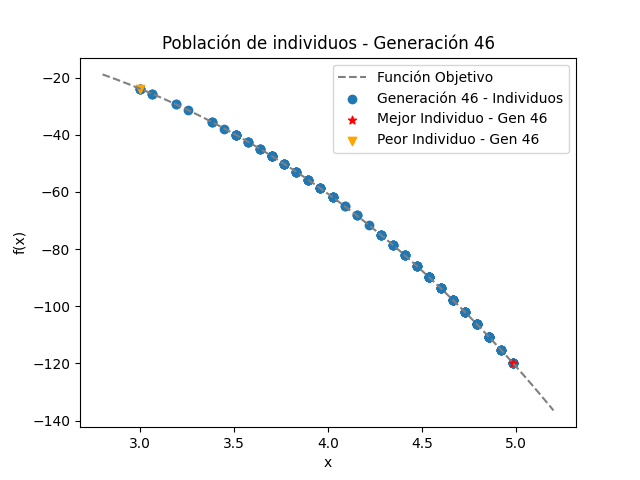 Población de individuos - Generación 46
Función Objetivo
Generación 46 - Individuos
Mejor Individuo - Gen 46
Peor Individuo - Gen 46
f(x)
−20
−40
−60
−80
−100
−120
−140
3.0
3.5
4.0
4.5
5.0
x